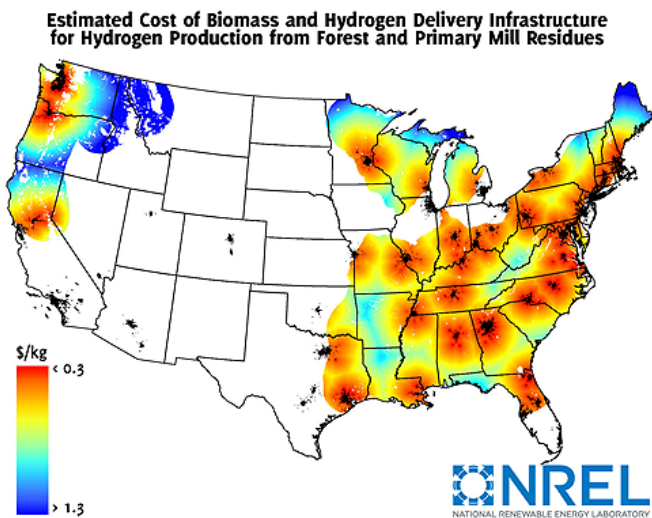 Estimated Cost of Biomass and Hydrogen Delivery Infrastructure
for Hydrogen Production from Forest and Primary Mill Residues
$/kg
< 0.3
> 1.3
NREL
NATIONAL RENEWABLE ENERGY LABORATORY